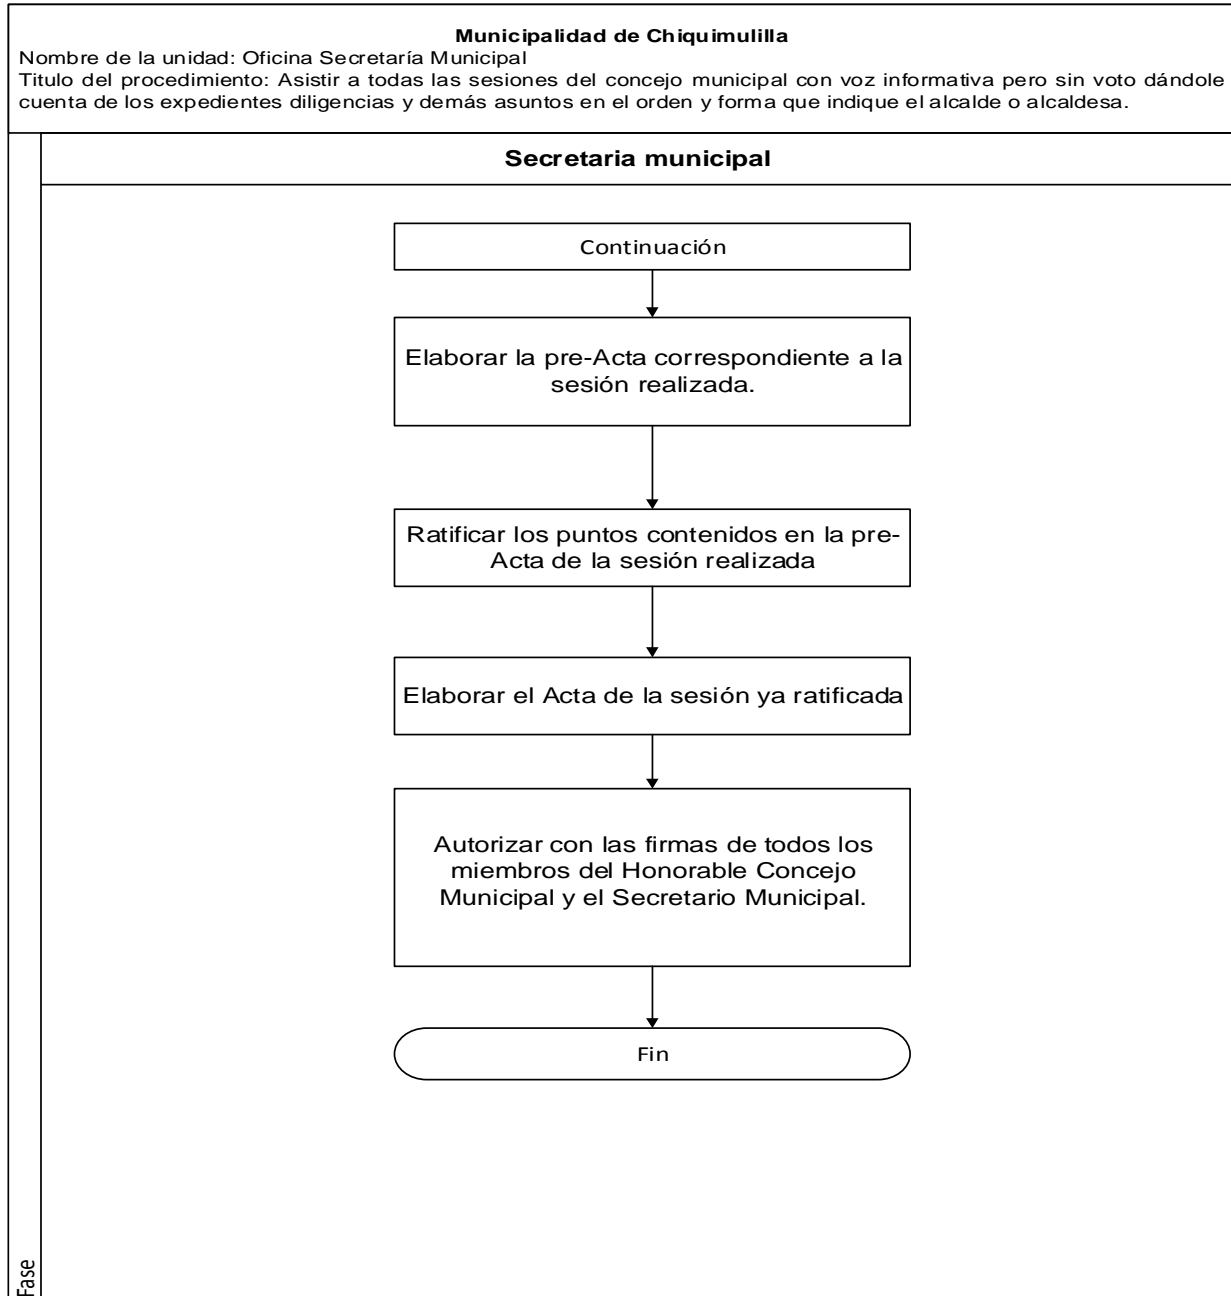 Municipalidad de Chiquimulilla
Nombre de la unidad: Oficina Secretaría Municipal
Titulo del procedimiento: Asistir a todas las sesiones del concejo municipal con voz informativa pero sin voto dándole
cuenta de los expedientes diligencias y demás asuntos en el orden y forma que indique el alcalde o alcaldesa.
Secretaria municipal
Continuación
Elaborar la pre-Acta correspondiente a la
sesión realizada.
Ratificar los puntos contenidos en la pre-
Acta de la sesión realizada
Elaborar el Acta de la sesión ya ratificada
Autorizar con las firmas de todos los
miembros del Honorable Concejo
Municipal y el Secretario Municipal.
Fin
Fase